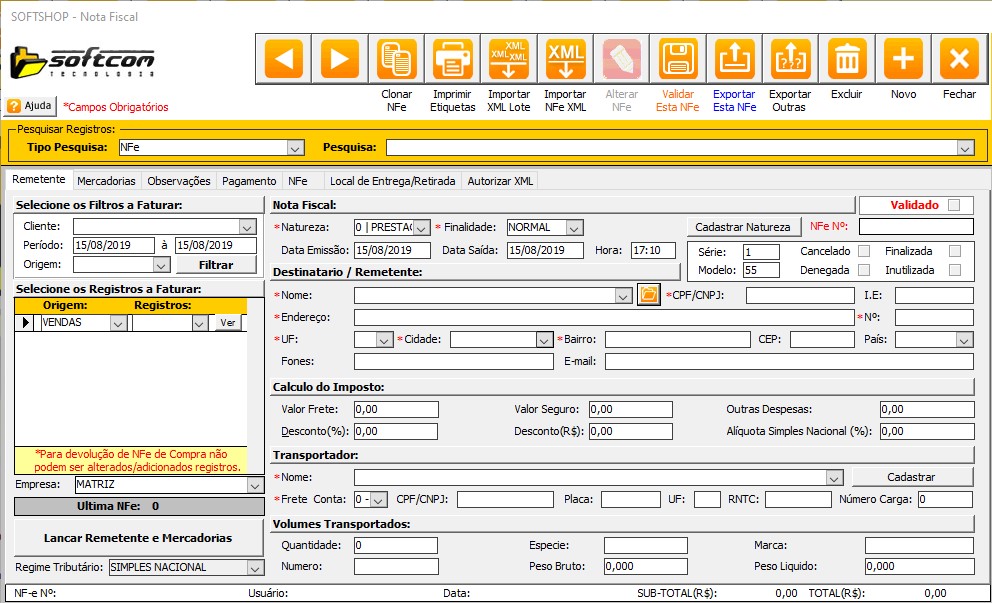 SOFTSHOP - Nota Fiscal
softcom
TECNOLOGIA
Clonar NFe
Imprimir Etiquetas
XML XML XML
Importar XML Lote
XML
Importar NFe XML
Alterar NFe
Validar Esta NFe
Exportar Esta NFe
???
Exportar Outras
Excluir
Novo
Fechar
? Ajuda *Campos Obrigatórios
Pesquisar Registros:
Tipo Pesquisa: NFe Pesquisa:
Remetente Mercadorias Observações Pagamento NFe Local de Entrega/Retirada Autorizar XML
Selecione os Filtros a Faturar:
Cliente:
Período: 15/08/2019 à 15/08/2019
Origem: Filtrar
Selecione os Registros a Faturar:
Origem: Registros:
VENDAS Ver
*Para devolução de NFe de Compra não
podem ser alterados/adicionados registros.
Empresa: MATRIZ
Ultima NFe: 0
Lancar Remetente e Mercadorias
Regime Tributário: SIMPLES NACIONAL
Nota Fiscal: Validado
*Natureza: 0 | PRESTAC *Finalidade: NORMAL Cadastrar Natureza NFe Nº:
Data Emissão: 15/08/2019 Data Saída: 15/08/2019 Hora: 17:10
Série: 1 Cancelado Finalizada
Modelo: 55 Denegada Inutilizada
Destinatario / Remetente:
*Nome: *CPF/CNPJ: I.E:
*Endereço: *Nº:
*UF: *Cidade: *Bairro: CEP: País:
Fones: E-mail:
Calculo do Imposto:
Valor Frete: 0,00 Valor Seguro: 0,00 Outras Despesas: 0,00
Desconto(%): 0,00 Desconto(R$): 0,00 Alíquota Simples Nacional (%): 0,00
Transportador:
*Nome: Cadastrar
*Frete Conta: 0 - CPF/CNPJ: Placa: UF: RNTC: Número Carga: 0
Volumes Transportados:
Quantidade: 0 Especie: Marca:
Numero: Peso Bruto: 0,000 Peso Liquido: 0,000
NF-e Nº: Usuário: Data: SUB-TOTAL(R$): 0,00 TOTAL(R$): 0,00